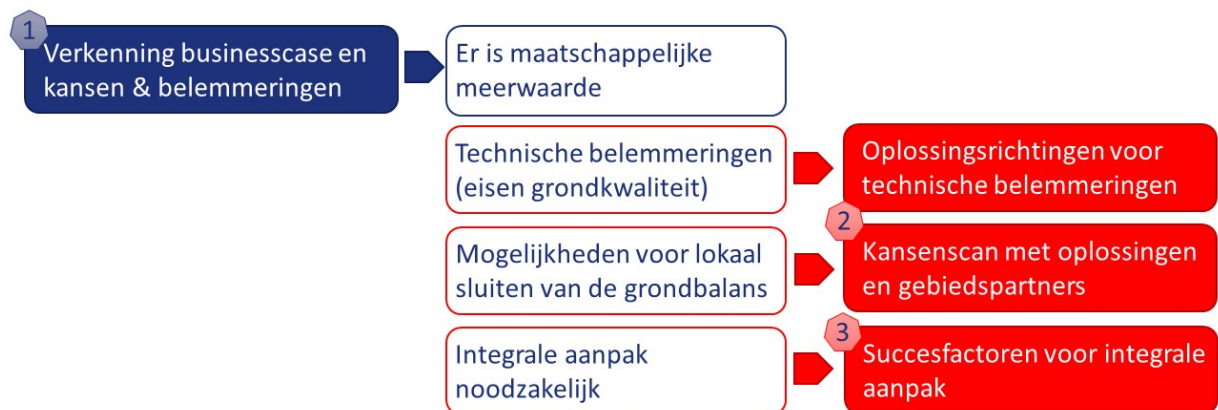 1
Verkenning businesscase en
kansen & belemmeringen
Er is maatschappelijke
meerwaarde
Technische belemmeringen
(eisen grondkwaliteit)
Oplossingsrichtingen voor
technische belemmeringen
Mogelijkheden voor lokaal
sluiten van de grondbalans
2
Kansenscan met oplossingen
en gebiedspartners
Integrale aanpak
noodzakelijk
3
Succesfactoren voor integrale
aanpak